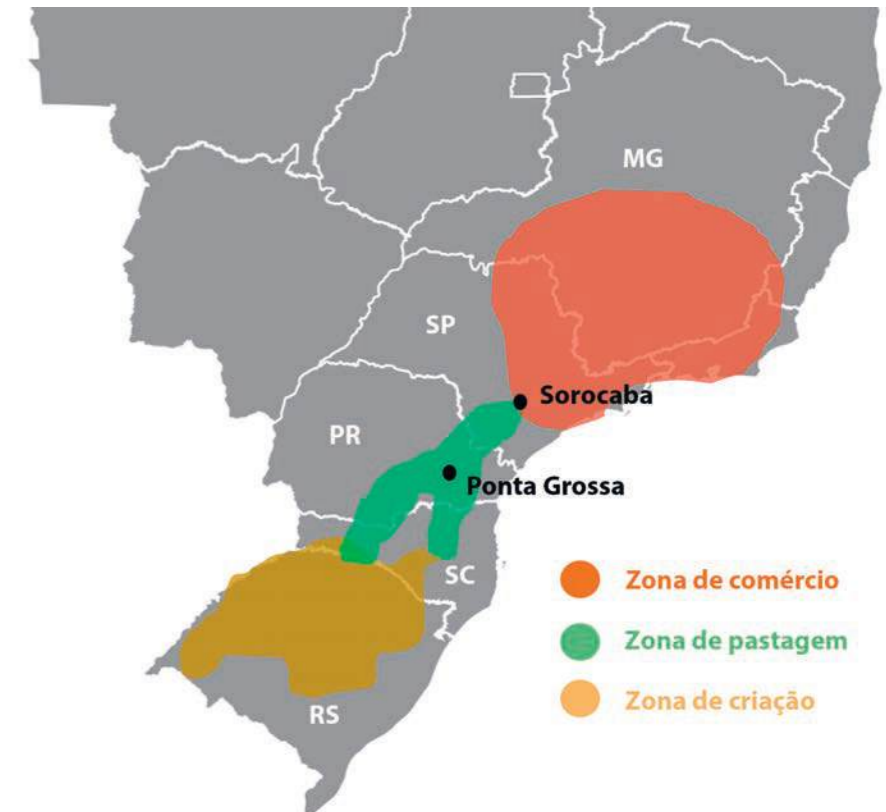 MG
SP
Sorocaba
PR
Ponta Grossa
SC
Zona de comércio
Zona de pastagem
Zona de criação
RS